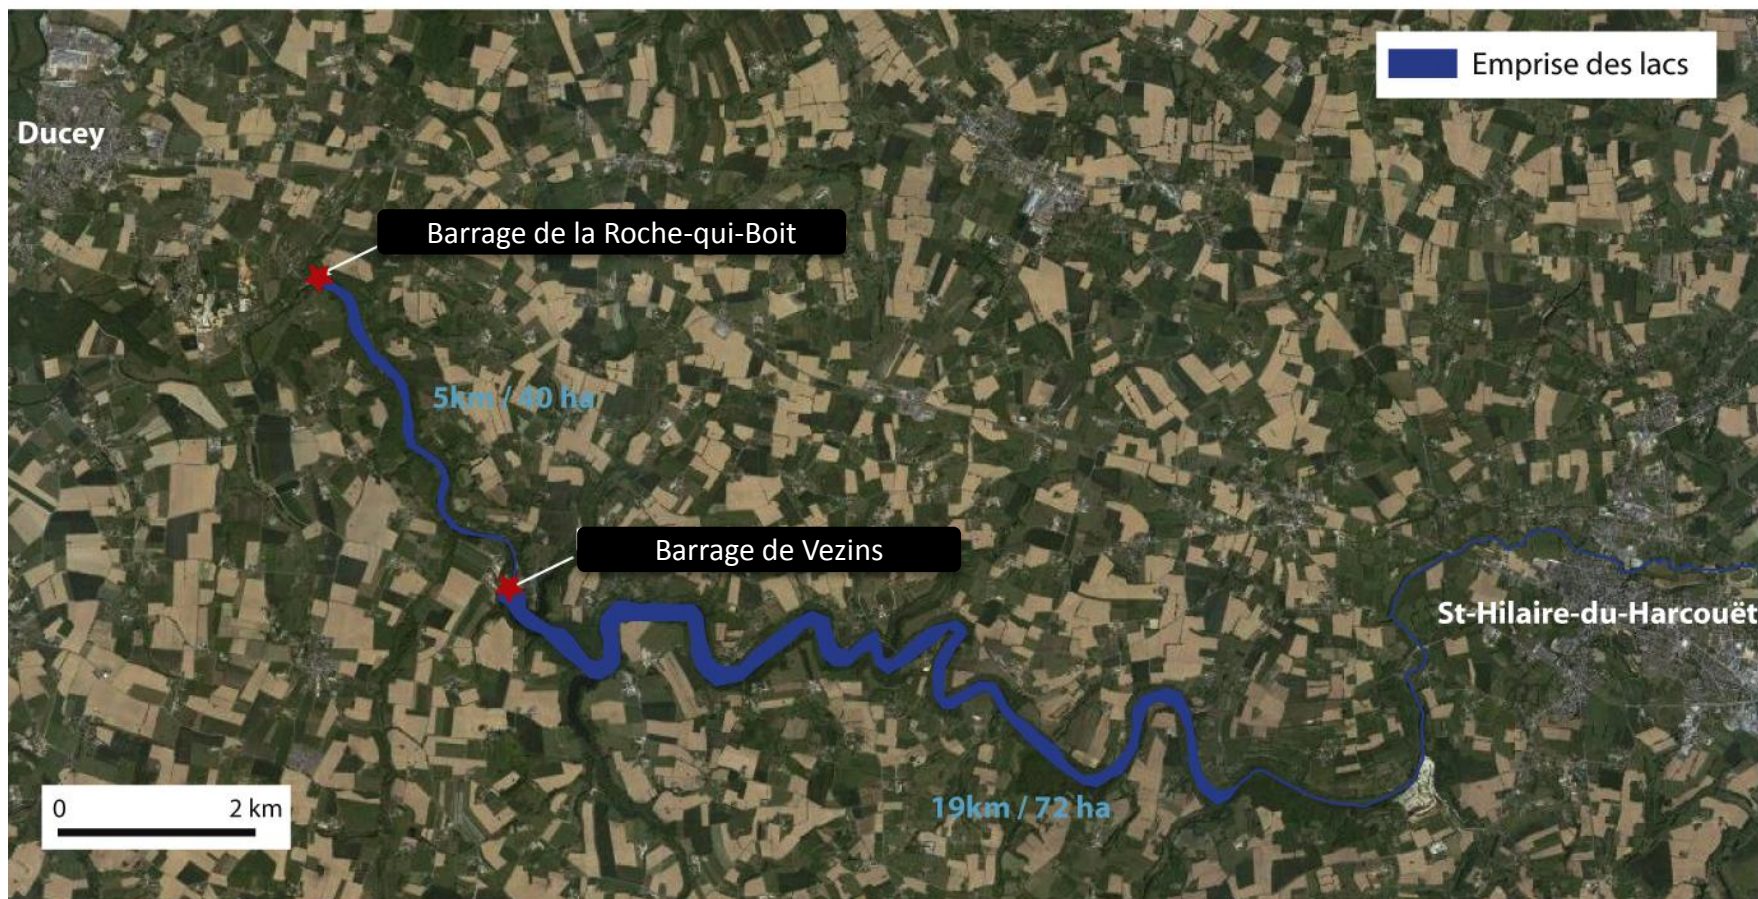 Emprise des lacs
Ducey
Barrage de la Roche-qui-Boit
5km / 40 ha
Barrage de Vezins
St-Hilaire-du-Harcouët
19km / 72 ha
0 2 km